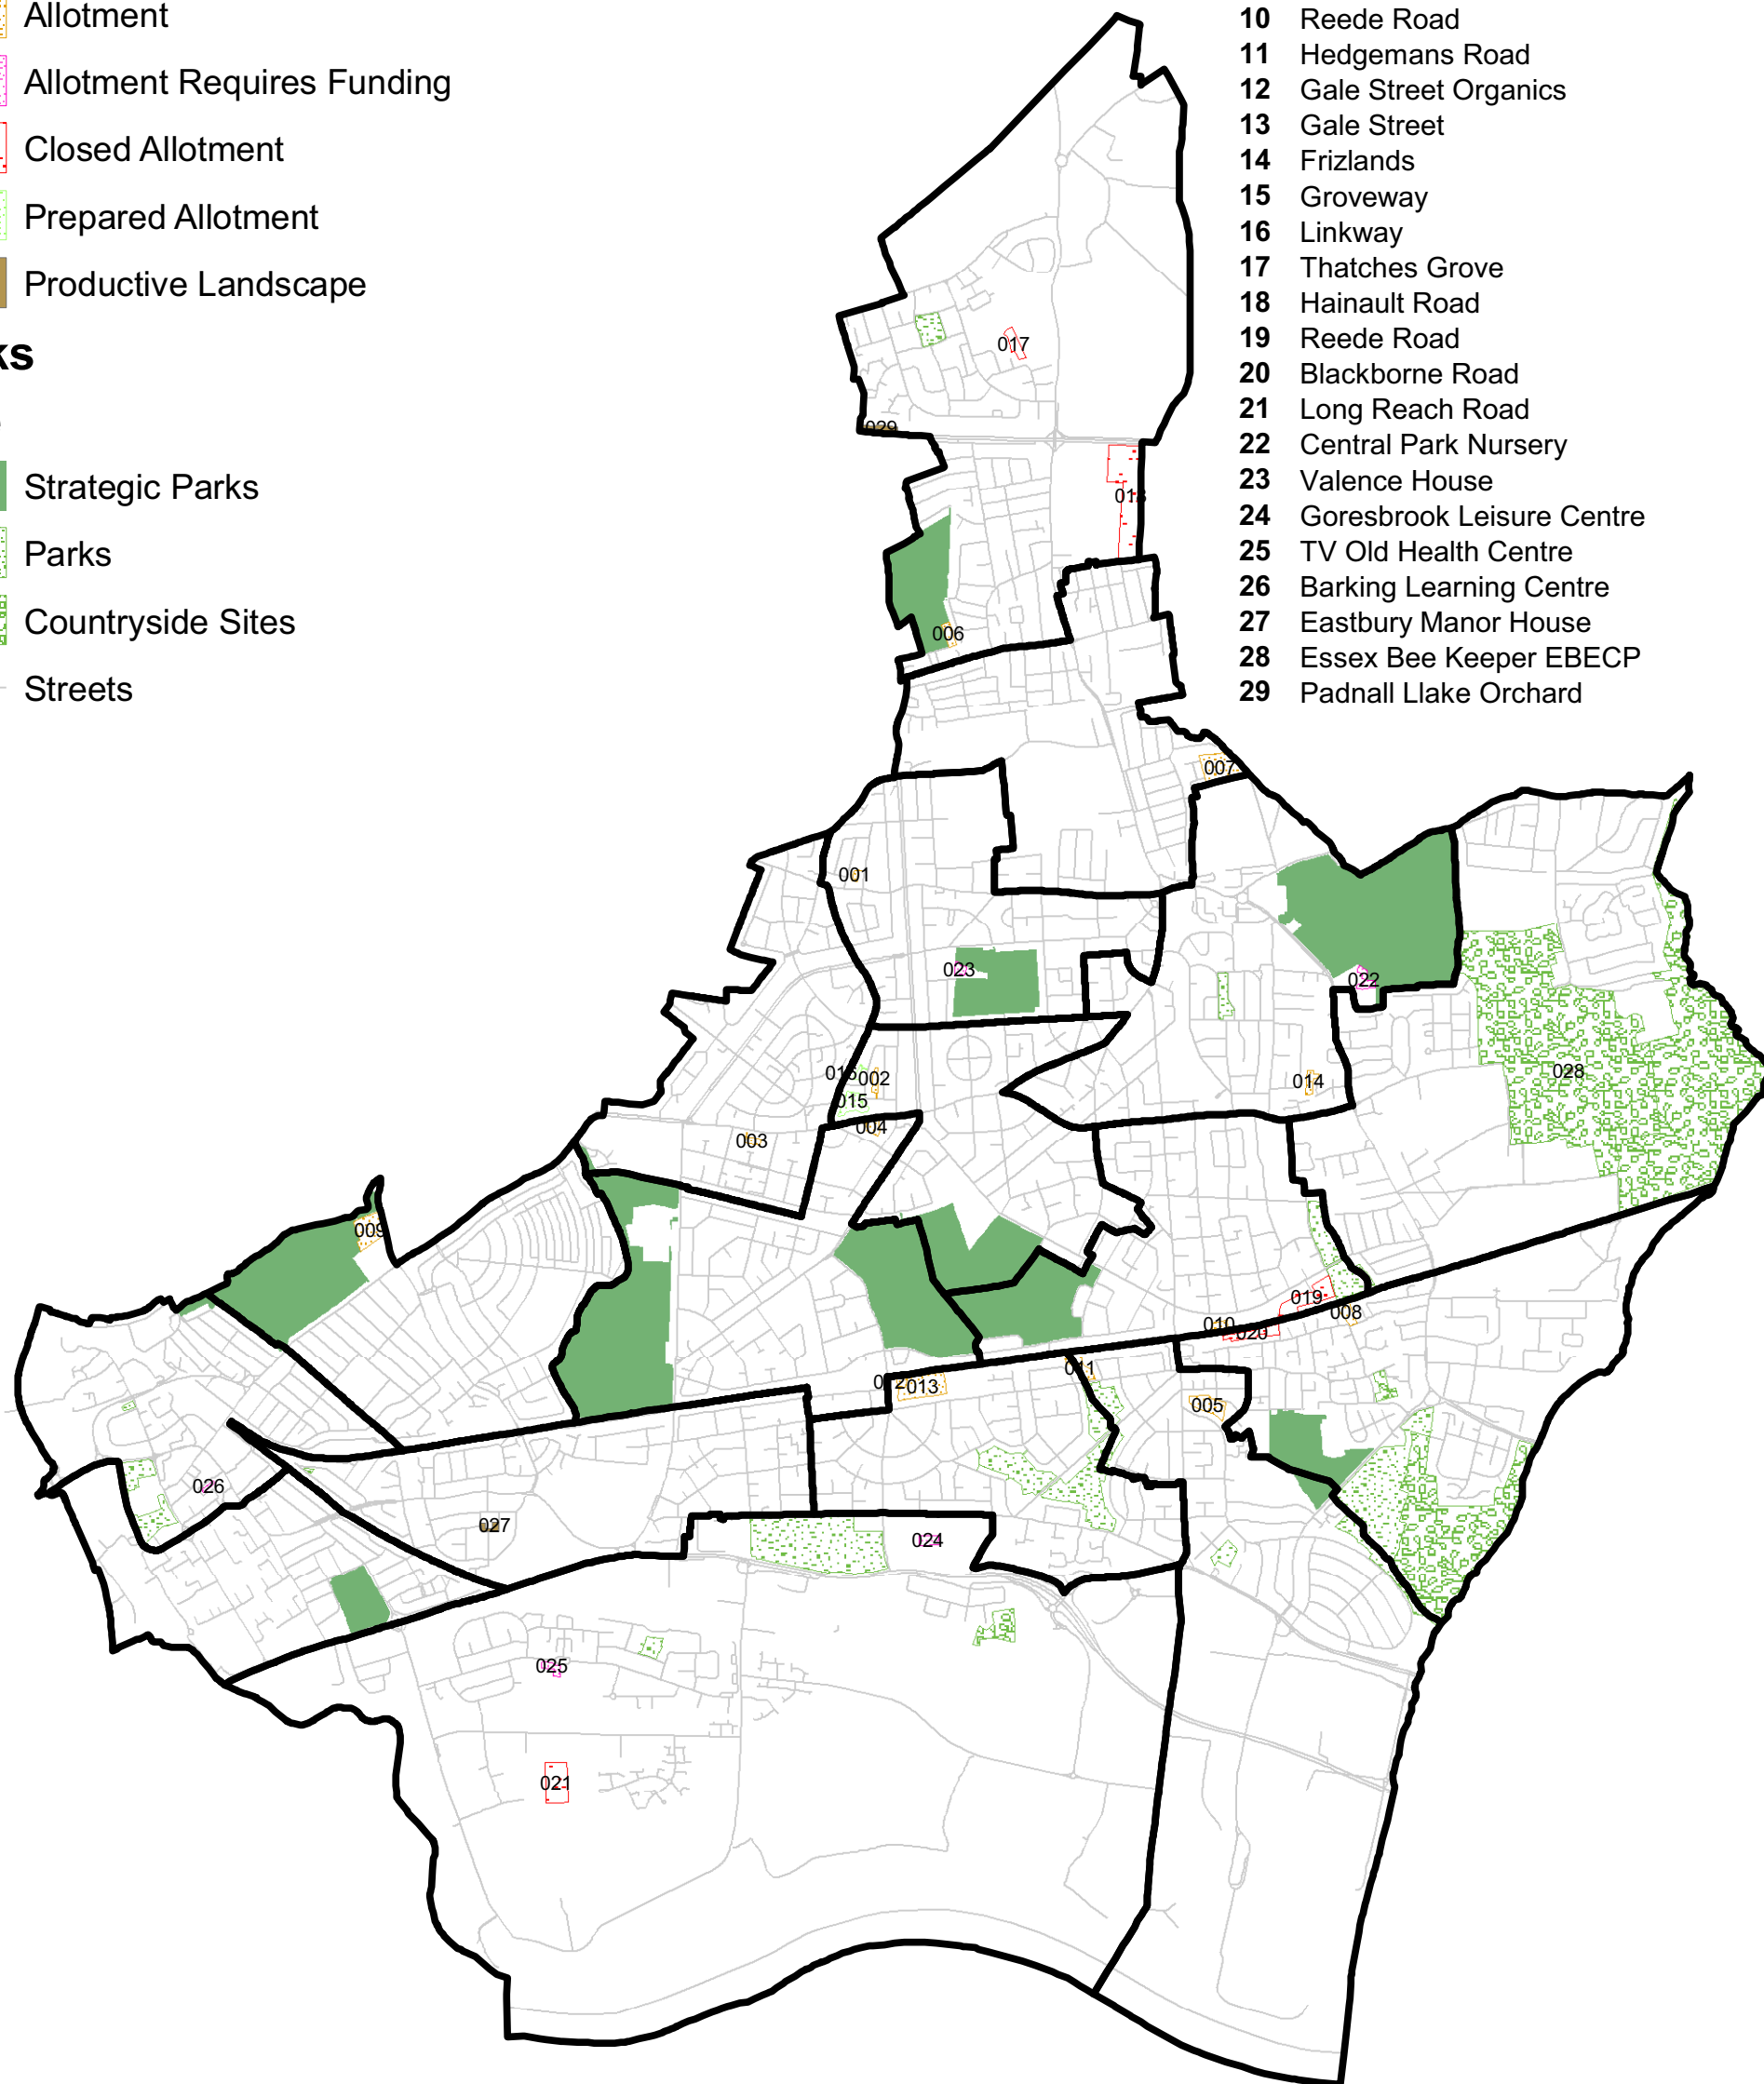 Allotment
Allotment Requires Funding
Closed Allotment
Prepared Allotment
Productive Landscape
ks
Strategic Parks
Parks
Countryside Sites
Streets
10 Reede Road
11 Hedgemans Road
12 Gale Street Organics
13 Gale Street
14 Frizlands
15 Groveway
16 Linkway
17 Thatches Grove
18 Hainault Road
19 Reede Road
20 Blackborne Road
21 Long Reach Road
22 Central Park Nursery
23 Valence House
24 Goresbrook Leisure Centre
25 TV Old Health Centre
26 Barking Learning Centre
27 Eastbury Manor House
28 Essex Bee Keeper EBECP
29 Padnall Llake Orchard
017
029
018
006
007
001
023
022
028
016
002
014
015
004
003
009
019
008
010
020
011
013
005
026
027
024
025
021